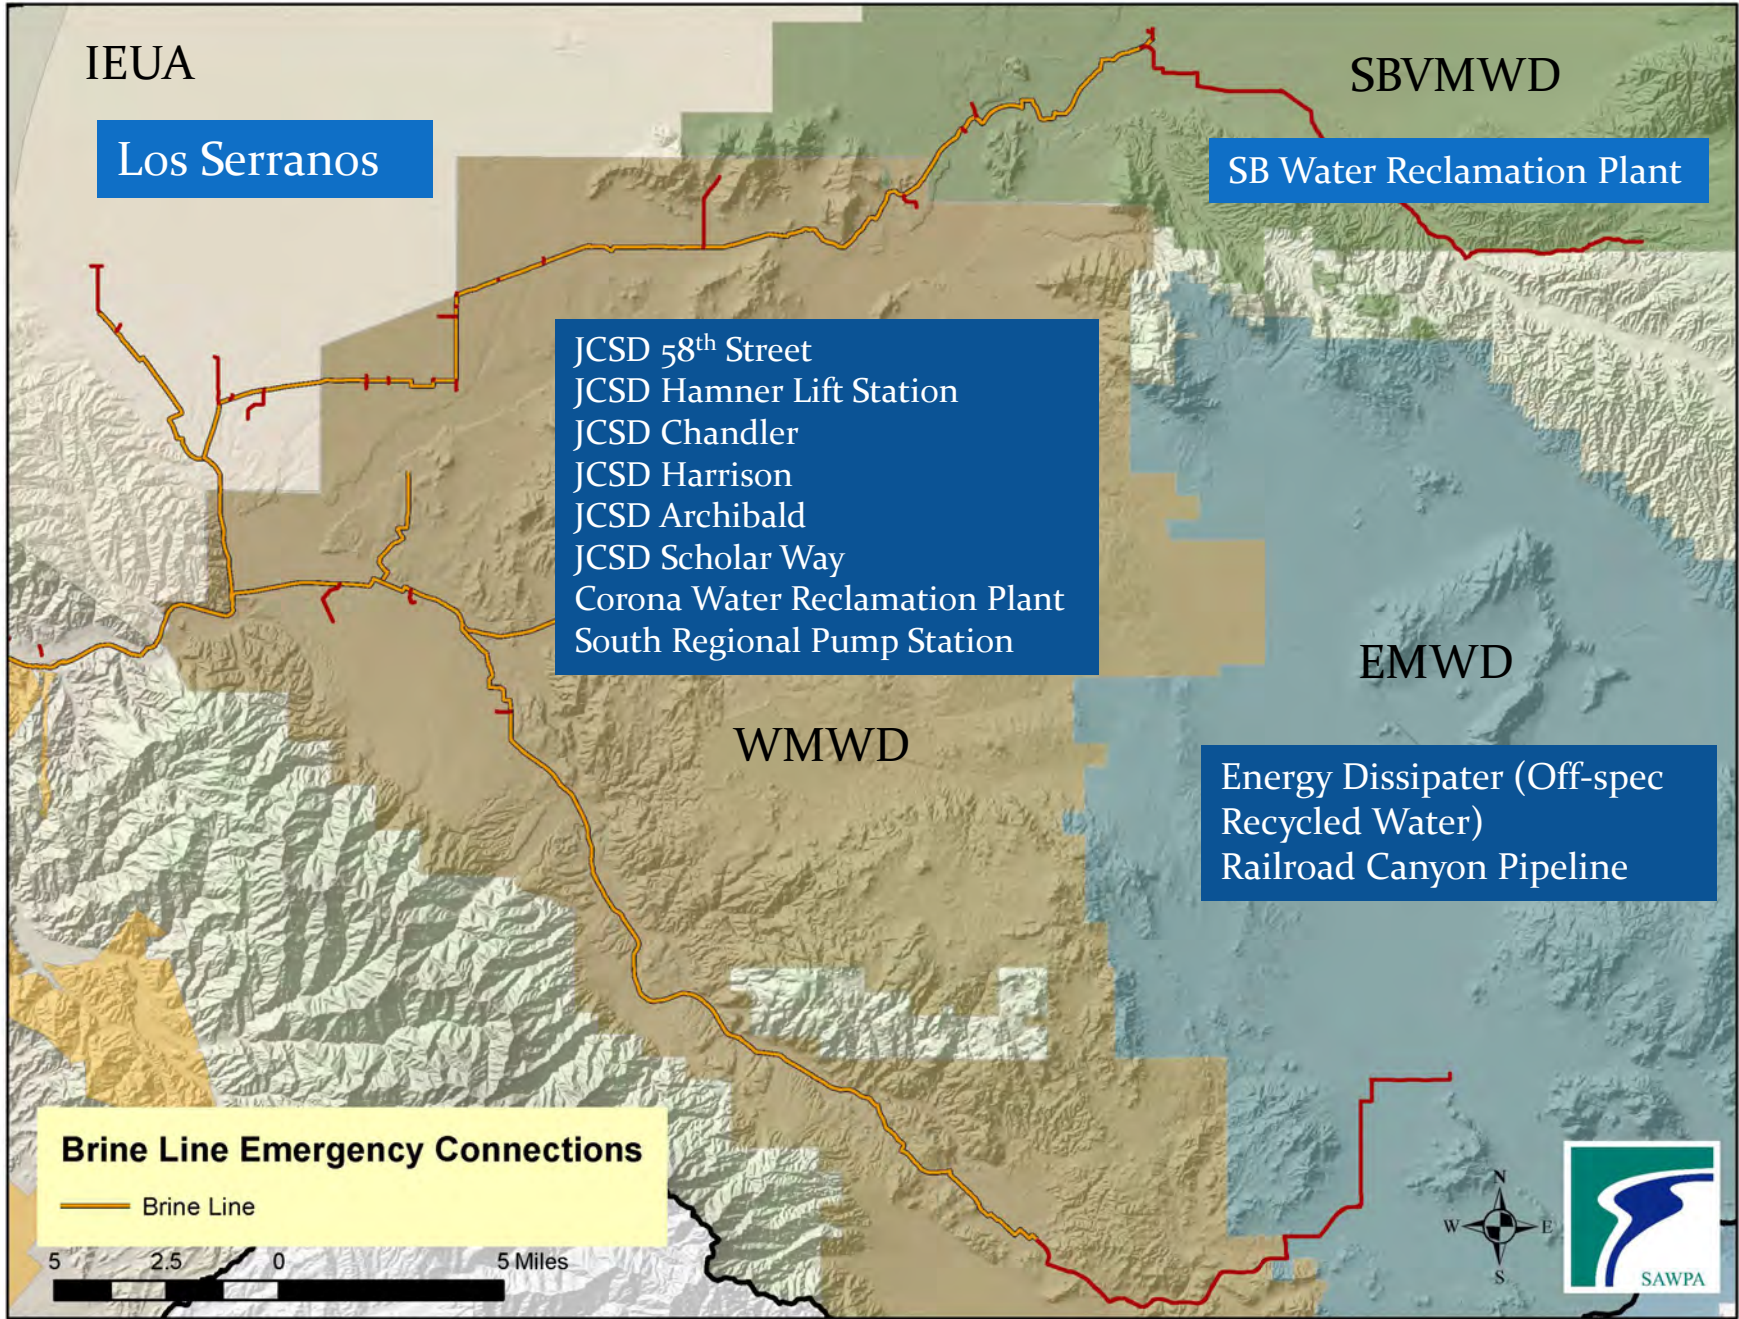 IEUA
SBVMWD
Los Serranos
SB Water Reclamation Plant
JCSD 58th Street
JCSD Hamner Lift Station
JCSD Chandler
JCSD Harrison
JCSD Archibald
JCSD Scholar Way
Corona Water Reclamation Plant
South Regional Pump Station
EMWD
WMWD
Energy Dissipater (Off-spec
Recycled Water)
Railroad Canyon Pipeline
Brine Line Emergency Connections
Brine Line
5 2.5 0 5 Miles
N
W E
S
SAWPA